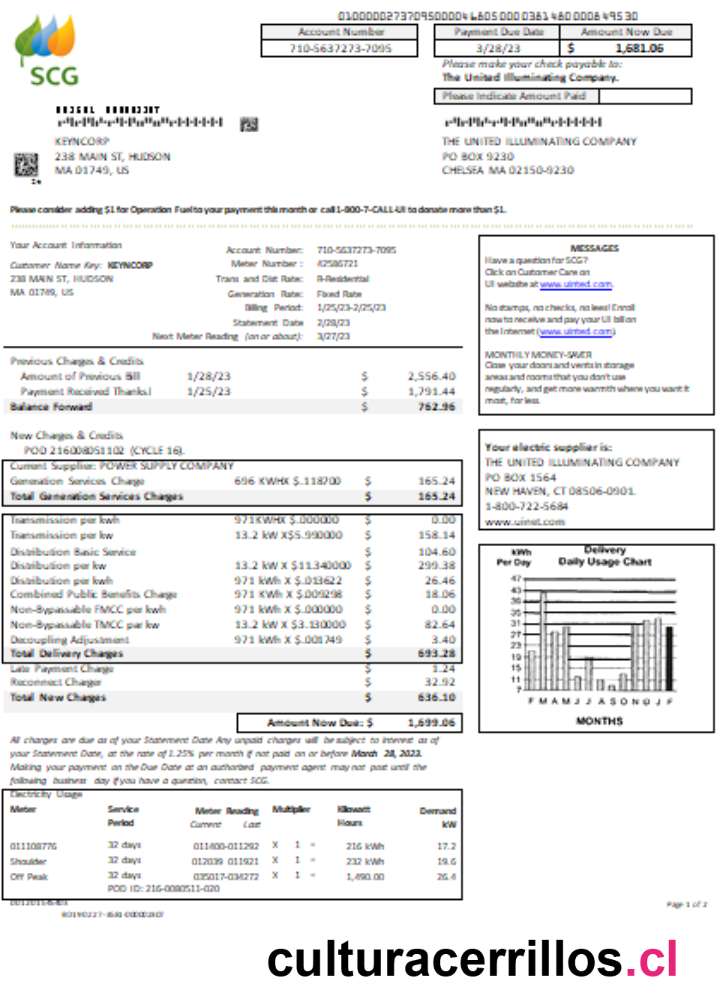 01000002737095000046805000038148000084 9530
Account Number
710-5637273-7095
Payment Due Date
Amount Now Due
3/28/23
$ 1,681.06
Please make your check payable to:
The United Illuminating Company.
Please Indicate Amount Paid
SCG
KEYNCORP
238 MAIN ST, HUDSON
MA 01749, US
THE UNITED ILLUMINATING COMPANY
PO BOX 9230
CHELSEA MA 02150-9230
Please consider adding $1 for Operation Fuel to your payment this month or call 1-800-7-CALL-UI to donate more than $1.
Your Account Information
Customer Name Key: KEYNCORP
238 MAIN ST, HUDSON
MA 01749, US
Account Number: 710-5637273-7095
Meter Number : 42586721
Trans and Dist Rate: R-Residential
Generation Rate: Fixed Rate
Billing Period: 1/25/23-2/25/23
Statement Date 2/28/23
Next Meter Reading (on or about): 3/27/23
MESSAGES
Have a question for SCG?
Click on Customer Care on
UI website at www.uinted.com
No stamps, no checks, no lees! Enroll
now to receive and pay your UI bill on
the Internet (www.uinted.com)
MONTHLY MONEY-SAVER
Close your doors and vents in storage
areas and rooms that you don't use
regularly, and get more warmth where you want it
most, for less.
Previous Charges & Credits
Amount of Previous Bill 1/28/23 $ 2,556.40
Payment Received Thanks! 1/25/23 $ 1,791.44
Balance Forward $ 762.96
New Charges & Credits
POD 216008051102 (CYCLE 16).
Current Supplier: POWER SUPPLY COMPANY
Generation Services Charge 696 KWHX $.118700 $ 165.24
Total Generation Services Charges $ 165.24
Your electric supplier is:
THE UNITED ILLUMINATING COMPANY
PO BOX 1564
NEW HAVEN, CT 08506-0901.
1-800-722-5684
www.uinet.com
Transmission per kwh 971KWHX $.000000 $ 0.00
Transmission per kw 13.2 kW X$5.990000 $ 158.14
Distribution Basic Service $ 104.60
Distribution per kw 13.2 kW X $11.340000 $ 299.38
Distribution per kwh 971 kWh X $.013622 $ 26.46
Combined Public Benefits Charge 971 KWh X $.009298 $ 18.06
Non-Bypassable FMCC per kwh 971 kWh X $.000000 $ 0.00
Non-Bypassable TMCC par kw 13.2 kW X $3.130000 $ 82.64
Decoupling Adjustment 971 kWh X $.001749 $ 3.40
Total Delivery Charges $ 693.28
Late Payment Charge $ 1.24
Reconnect Charger $ 32.92
Total New Charges $ 636.10
Amount Now Due: $ 1,699.06
kWh
Per Day
Delivery
Daily Usage Chart
47
43
39
35
31
27
23
19
15
11
7
F M A M J J A S O N D J F
MONTHS
All charges are due as of your Statement Date Any unpaid charges will be subject to interest as of
your Statement Date, at the rate of 1.25% per month if not paid on or before March 28, 2023.
Making your payment on the Due Date at an authorized payment agent may not post until the
following business day if you have a question, contact SCG.
Electricity Usage
Meter Service Period Meter Reading Current Last Multiplier Kilowatt Hours Demand kW
011108776 32 days 011400-011292 X 1 = 216 kWh 17.2
Shoulder 32 days 012039 011921 X 1 = 232 kWh 19.6
Off Peak 32 days 035017-034272 X 1 = 1,490.00 26.4
POD ID: 216-0080511-020
Page 1 of 2
culturacerrillos.cl